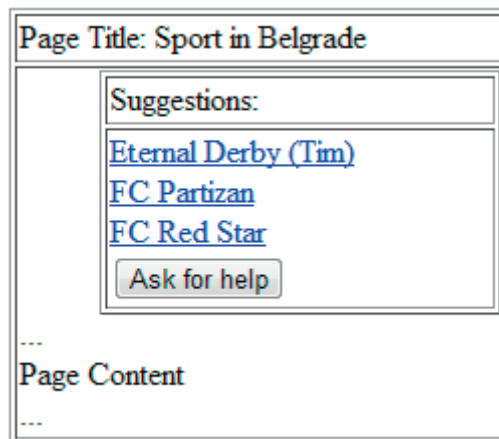 Page Title: Sport in Belgrade
Suggestions:
Eternal Derby (Tim)
FC Partizan
FC Red Star
Ask for help
---
Page Content
---